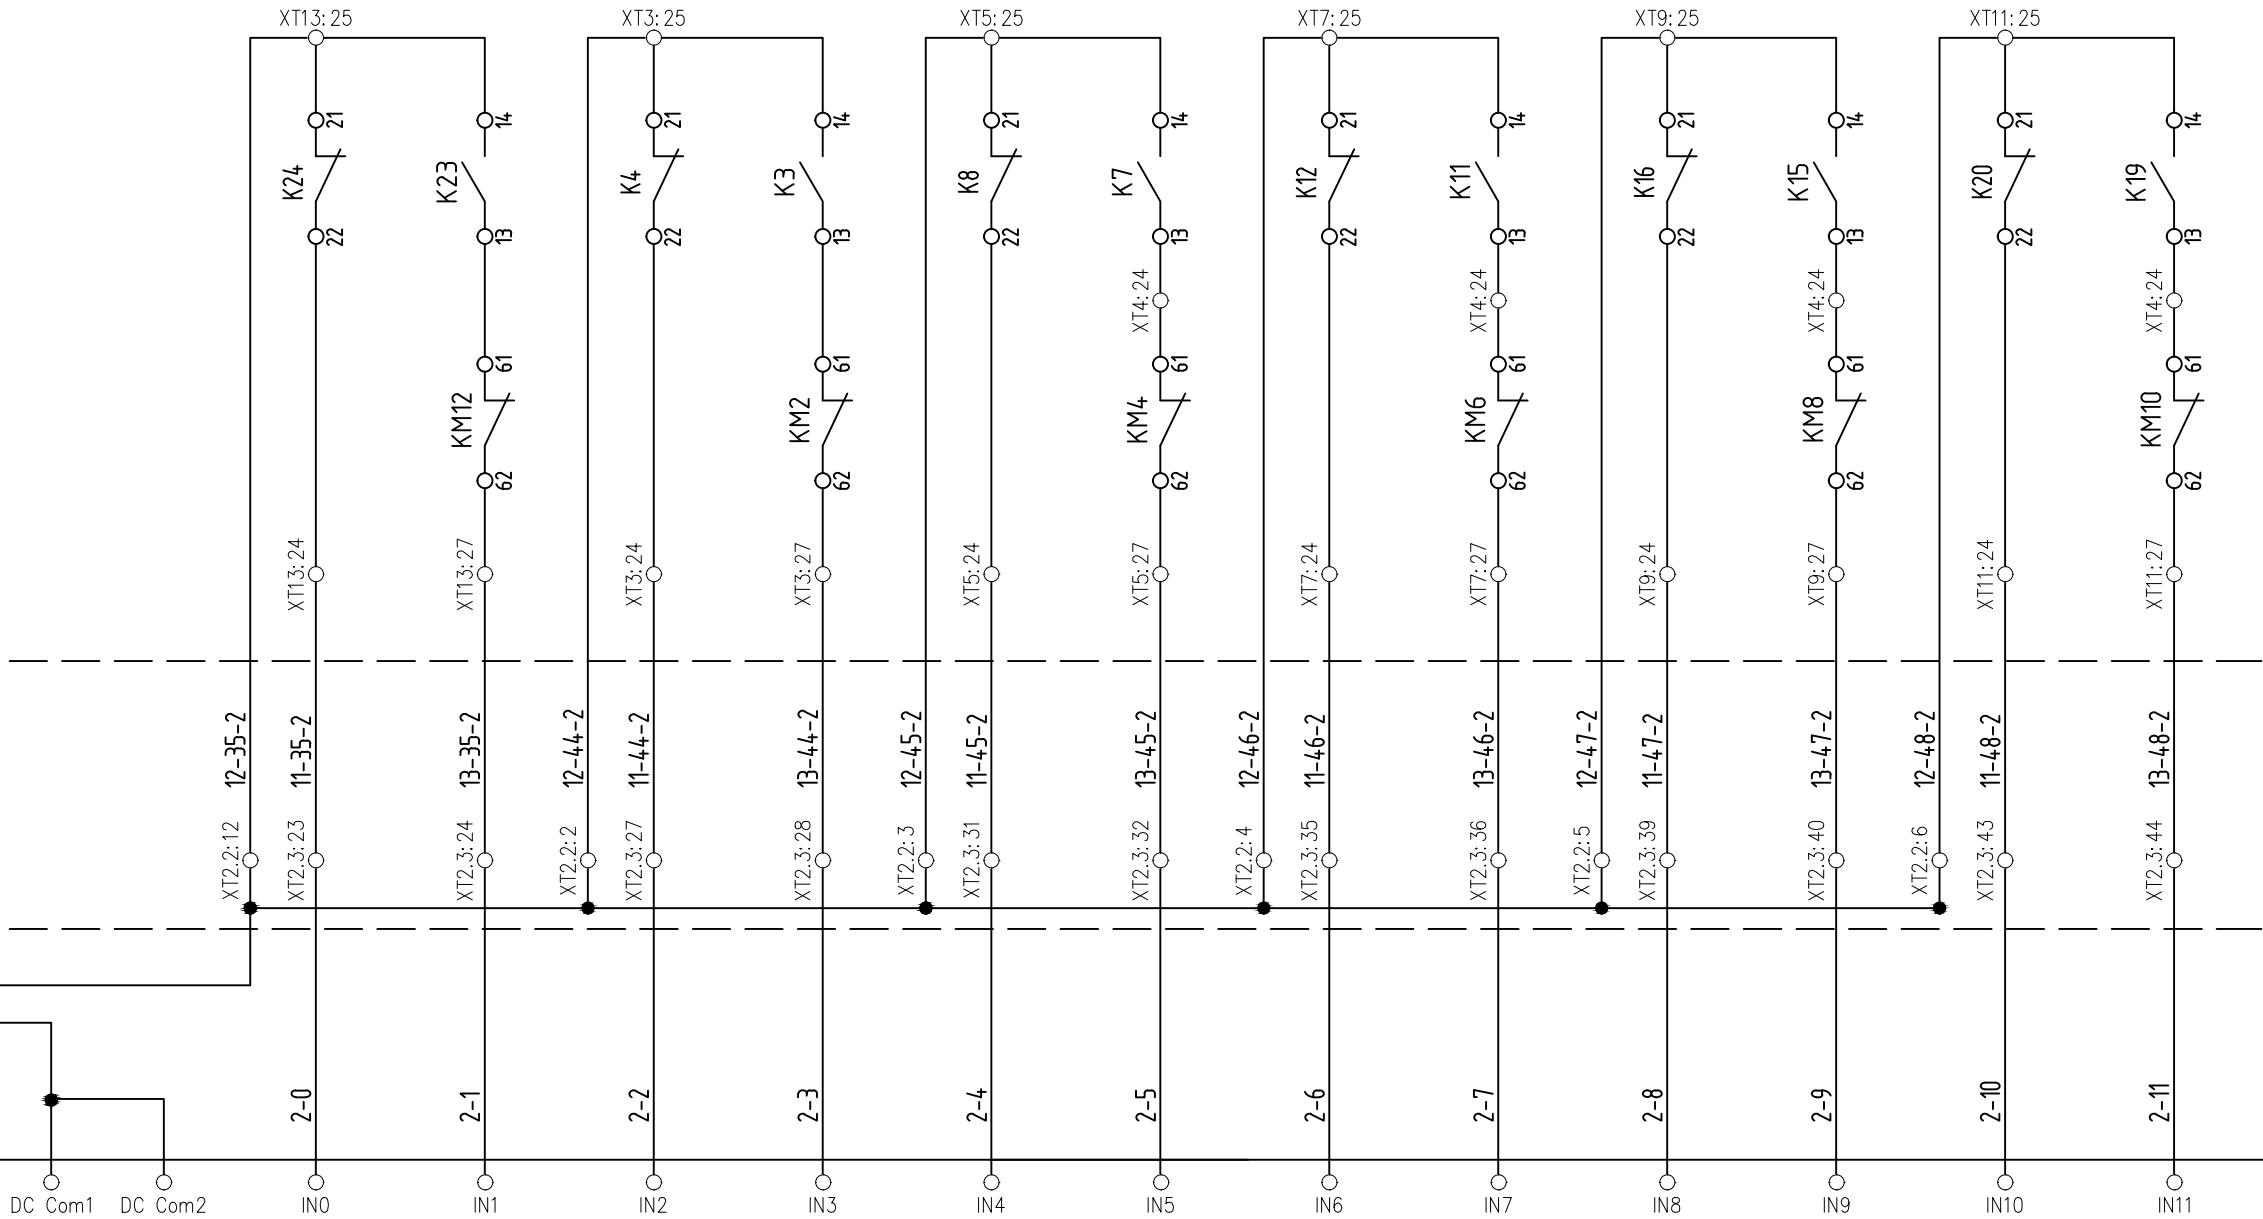 XT13:25
XT3:25
XT5:25
XT7:25
XT9:25
XT11:25
21
14
21
14
21
14
21
14
21
14
21
14
K24
K23
K4
K3
K8
K7
K12
K11
K16
K15
K20
K19
22
13
22
13
22
13
22
13
22
13
22
13
XT4:24
XT4:24
XT4:24
XT4:24
61
61
61
61
61
61
KM12
KM2
KM4
KM6
KM8
KM10
62
62
62
62
62
62
XT13:24
XT13:27
XT3:24
XT3:27
XT5:24
XT5:27
XT7:24
XT7:27
XT9:24
XT9:27
XT11:24
XT11:27
12-35-2
11-35-2
13-35-2
12-44-2
11-44-2
13-44-2
12-45-2
11-45-2
13-45-2
12-46-2
11-46-2
13-46-2
12-47-2
11-47-2
13-47-2
12-48-2
11-48-2
13-48-2
XT2.2:12
XT2.3:23
XT2.3:24
XT2.2:2
XT2.3:27
XT2.3:28
XT2.2:3
XT2.3:31
XT2.3:32
XT2.2:4
XT2.3:35
XT2.3:36
XT2.2:5
XT2.3:39
XT2.3:40
XT2.2:6
XT2.3:43
XT2.3:44
2-0
2-1
2-2
2-3
2-4
2-5
2-6
2-7
2-8
2-9
2-10
2-11
DC Com1
DC Com2
IN0
IN1
IN2
IN3
IN4
IN5
IN6
IN7
IN8
IN9
IN10
IN11